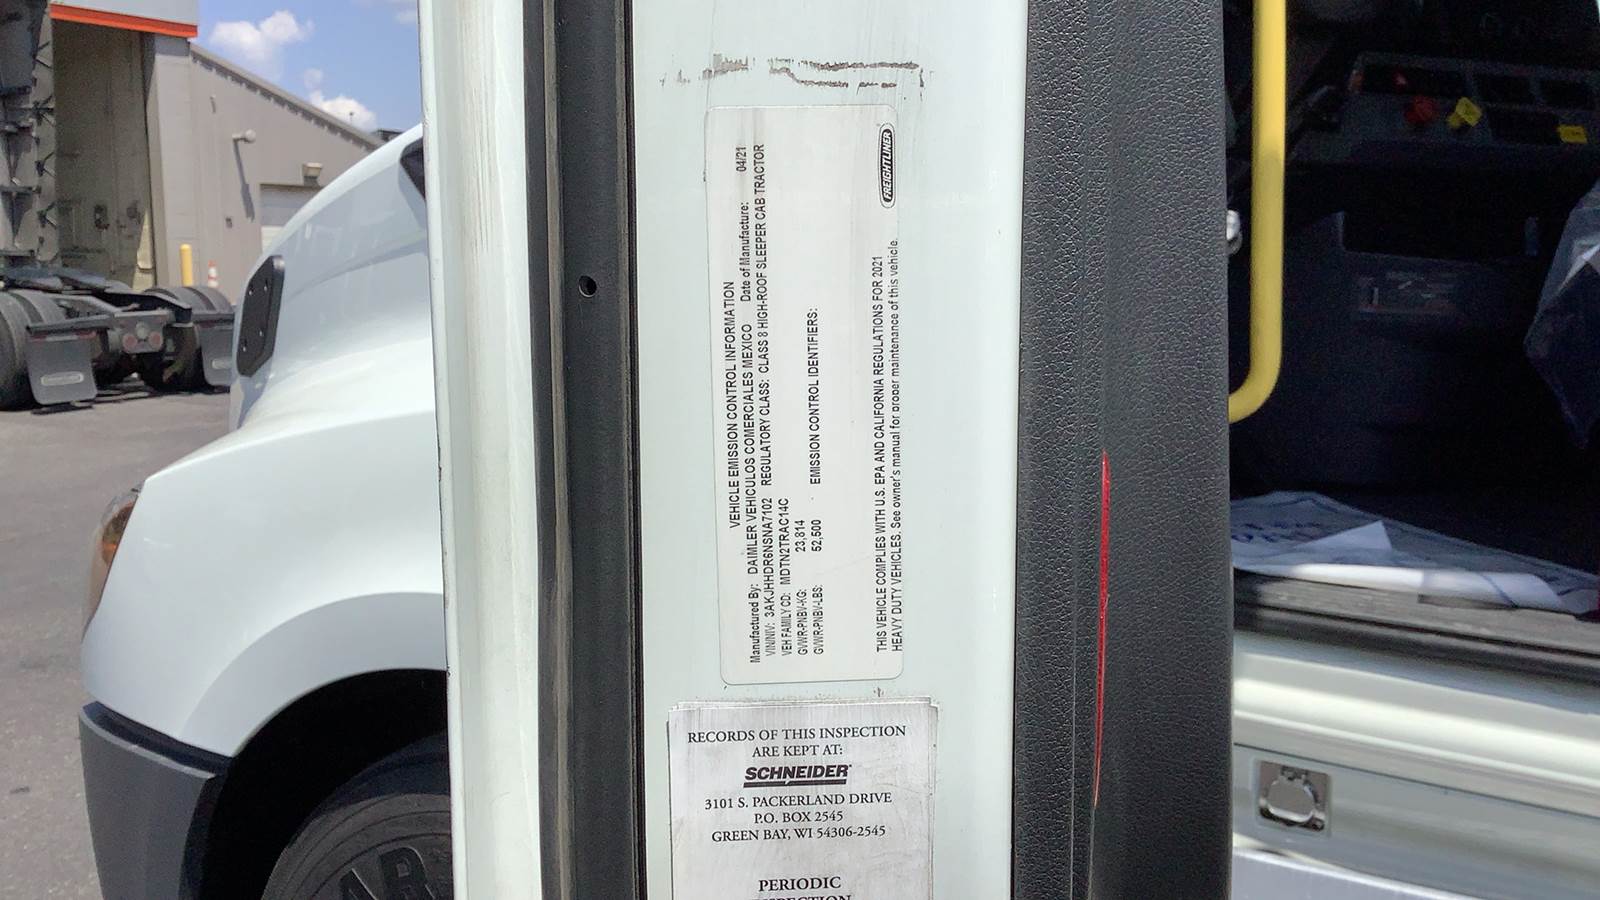 FREIGHTLINER
VEHICLE EMISSION CONTROL INFORMATION
Manufactured By: DAIMLER VEHICULOS COMERCIALES MEXICO Date of Manufacture: 04/21
VIN/NIV: 3AKJHHDR6NSNA7102 REGULATORY CLASS: CLASS 8 HIGH-ROOF SLEEPER CAB TRACTOR
VEH FAMILY CD: MDTN2TRAC14C
GVWR-PNBV-KG: 23,814
GVWR-PNBV-LBS: 52,500 EMISSION CONTROL IDENTIFIERS:
THIS VEHICLE COMPLIES WITH U.S. EPA AND CALIFORNIA REGULATIONS FOR 2021
HEAVY DUTY VEHICLES. See owner's manual for proper maintenance of this vehicle.
RECORDS OF THIS INSPECTION
ARE KEPT AT:
SCHNEIDER
3101 S. PACKERLAND DRIVE
P.O. BOX 2545
GREEN BAY, WI 54306-2545
PERIODIC
INSPECTION